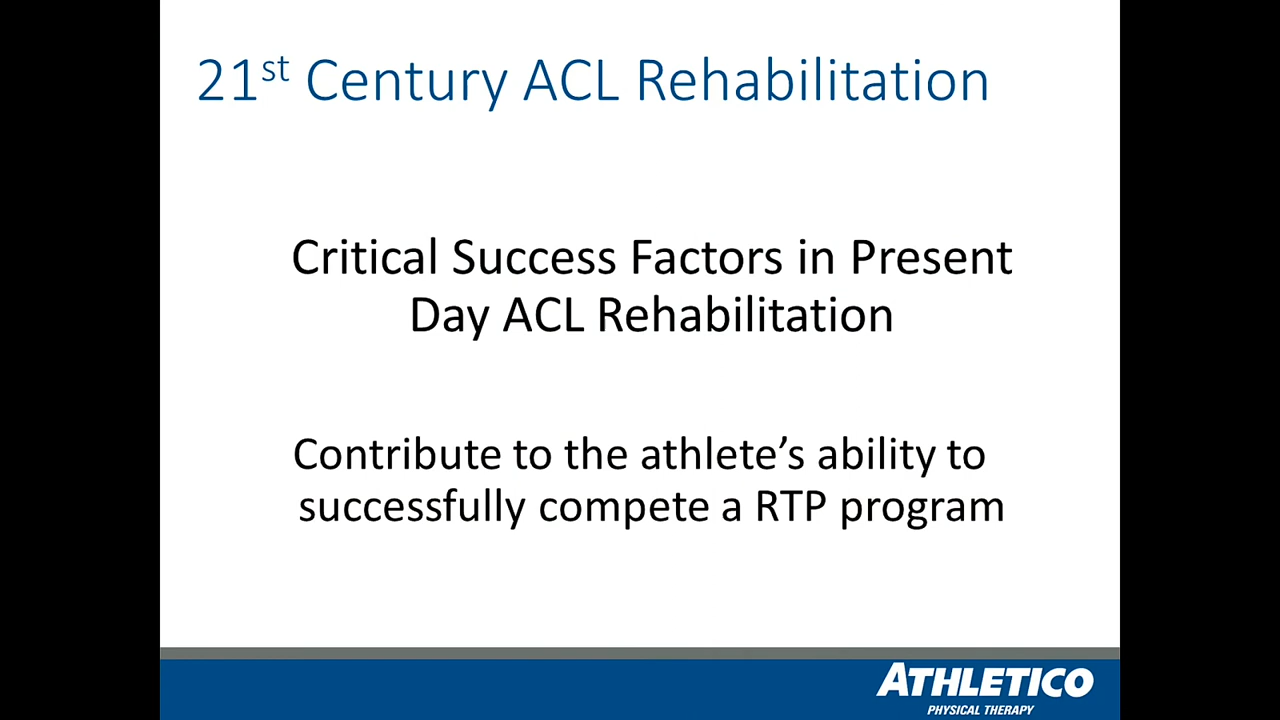 21st Century ACL Rehabilitation
Critical Success Factors in Present
Day ACL Rehabilitation
Contribute to the athlete’s ability to
successfully compete a RTP program
ATHLETICO
PHYSICAL THERAPY